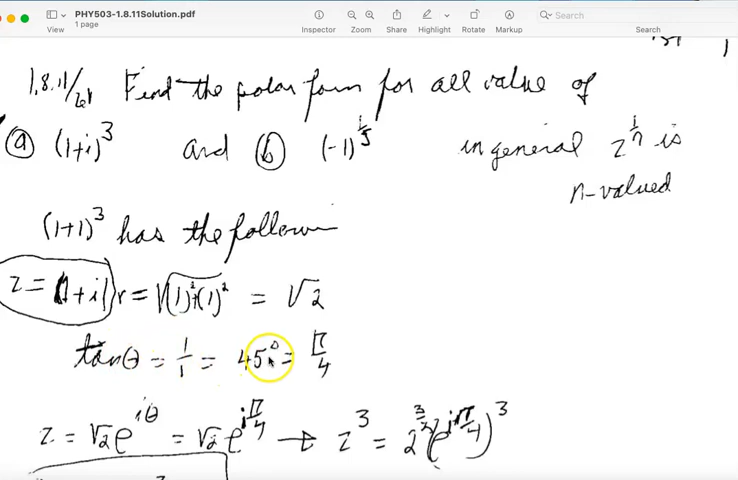 PHY503-1.8.11Solution.pdf
1 page
View
Inspector
Zoom
Share
Highlight
Rotate
Markup
Search
Search
1.8.11/ Find the polar form for all value of
(a) (1+i)^3 and (b) (-1)^{1/5} in general z^{1/n} is
n-valued
(1+1)^3 has the followin
z = (1+i) r = √(1)^2+(1)^2 = √2
tanθ = 1/1 = 45° = π/4
z = √2 e^{iθ} = √2 e^{iπ/4} → z^3 = 2^{3/2} (e^{iπ/4})^3